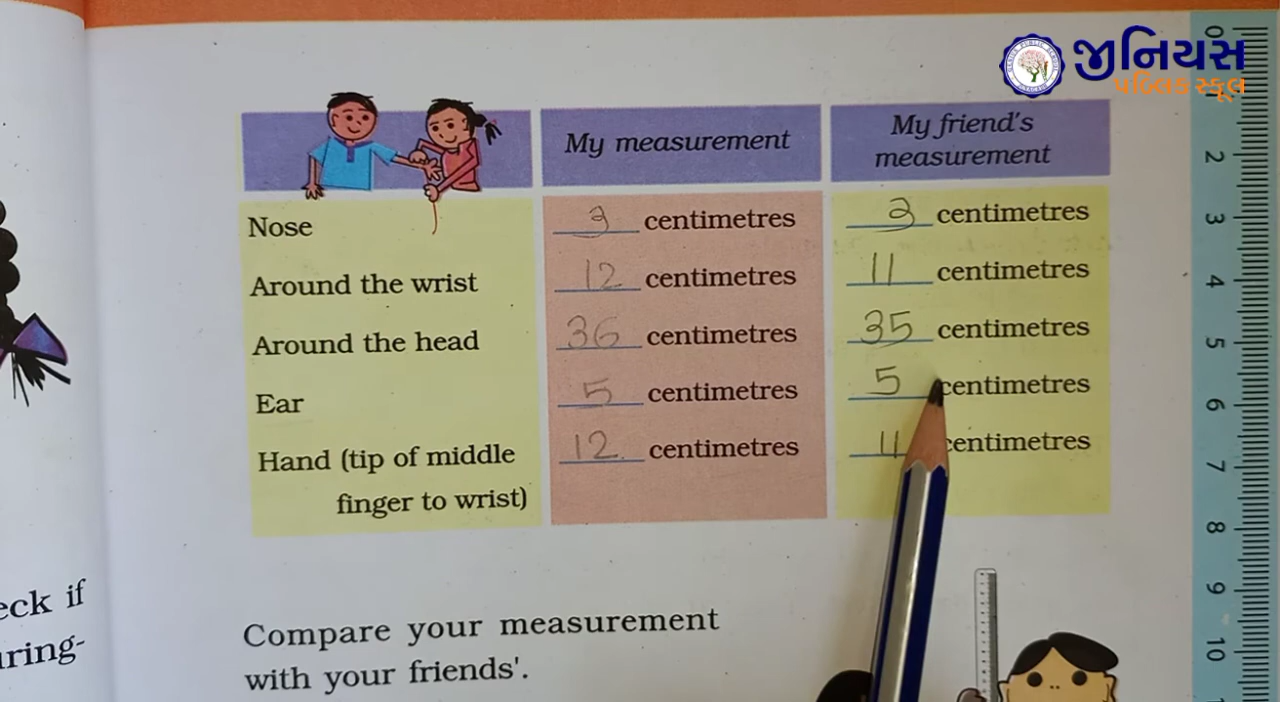 જીનિયસ
પબ્લિક સ્કૂલ
My measurement
My friend's
measurement
Nose 3 centimetres 3 centimetres
Around the wrist 12 centimetres 11 centimetres
Around the head 36 centimetres 35 centimetres
Ear 5 centimetres 5 centimetres
Hand (tip of middle 12 centimetres 11 centimetres
finger to wrist)
eck if
uring-
Compare your measurement
with your friends'.
0
1
2
3
4
5
6
7
8
9
10